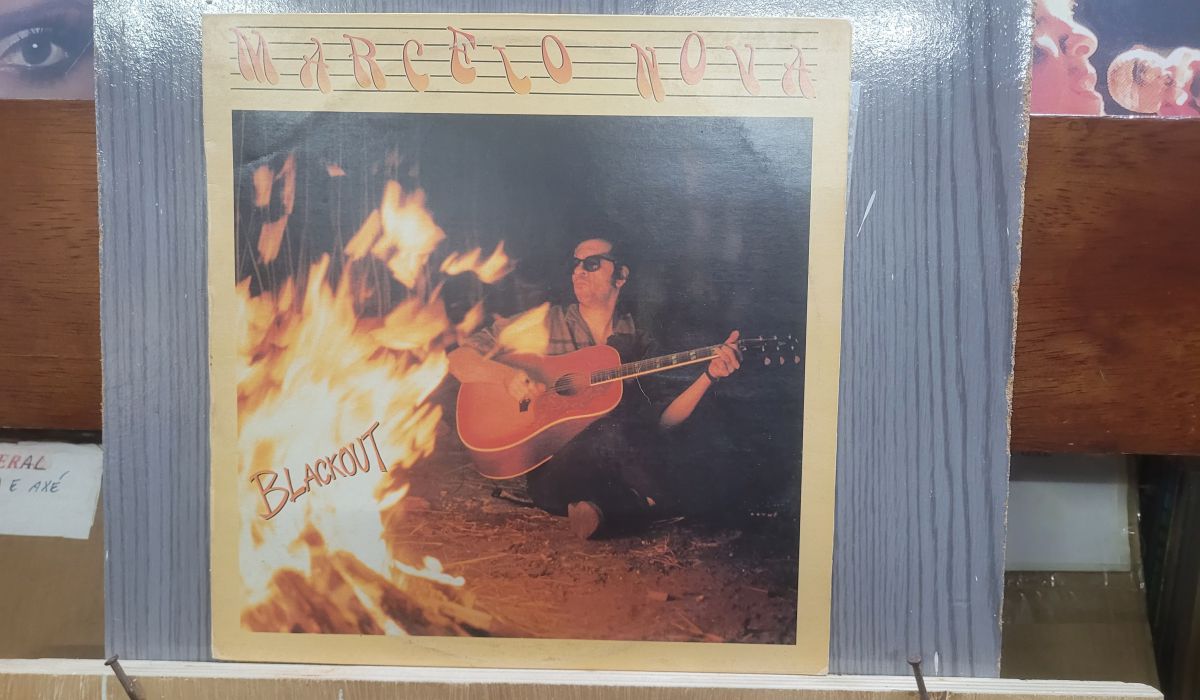 MARCELO NOVA
BLACKOUT
ERAL
E AXÉ